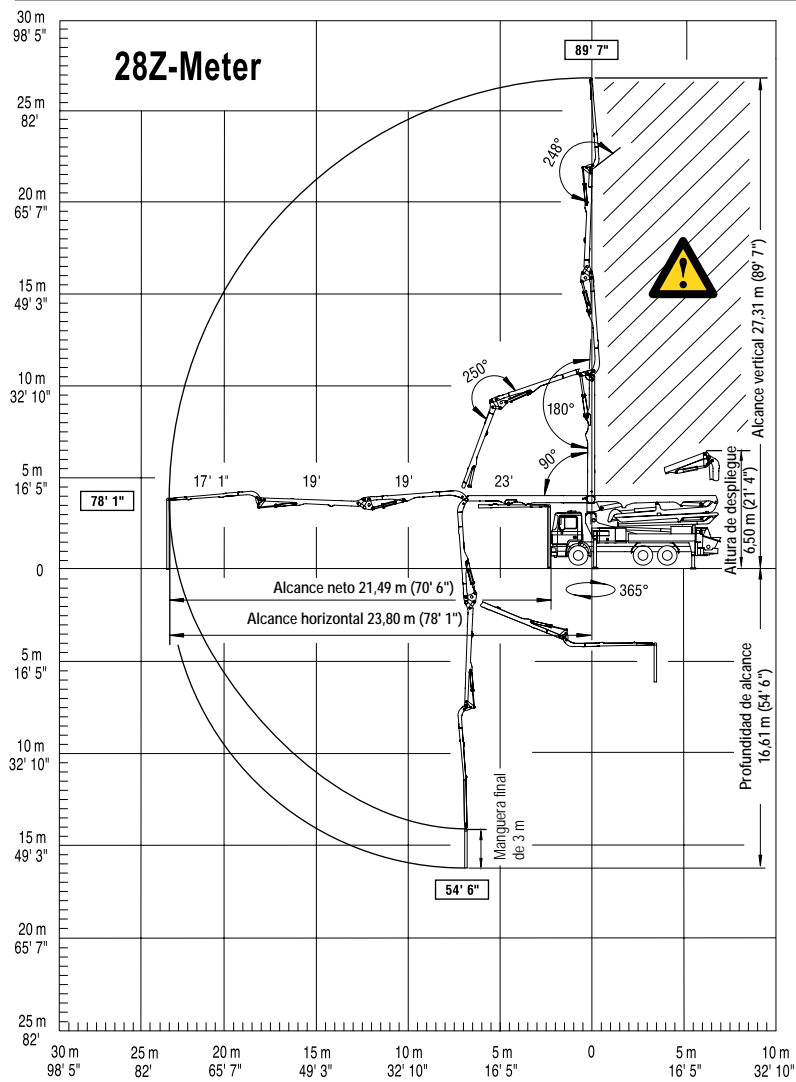 28Z-Meter
89' 7"
30 m
98' 5"
25 m
82'
20 m
65' 7"
15 m
49' 3"
10 m
32' 10"
5 m
16' 5"
0
5 m
16' 5"
10 m
32' 10"
15 m
49' 3"
20 m
65' 7"
25 m
82'
248°
250°
180°
90°
!
Alcance vertical 27,31 m (89' 7")
Altura de despliegue
6,50 m (21' 4")
78' 1"
17' 1"
19'
19'
23'
Alcance neto 21,49 m (70' 6")
365°
Alcance horizontal 23,80 m (78' 1")
Profundidad de alcance
16,61 m (54' 6")
Manguera final
de 3 m
54' 6"
30 m
98' 5"
25 m
82'
20 m
65' 7"
15 m
49' 3"
10 m
32' 10"
5 m
16' 5"
0
5 m
16' 5"
10 m
32' 10"